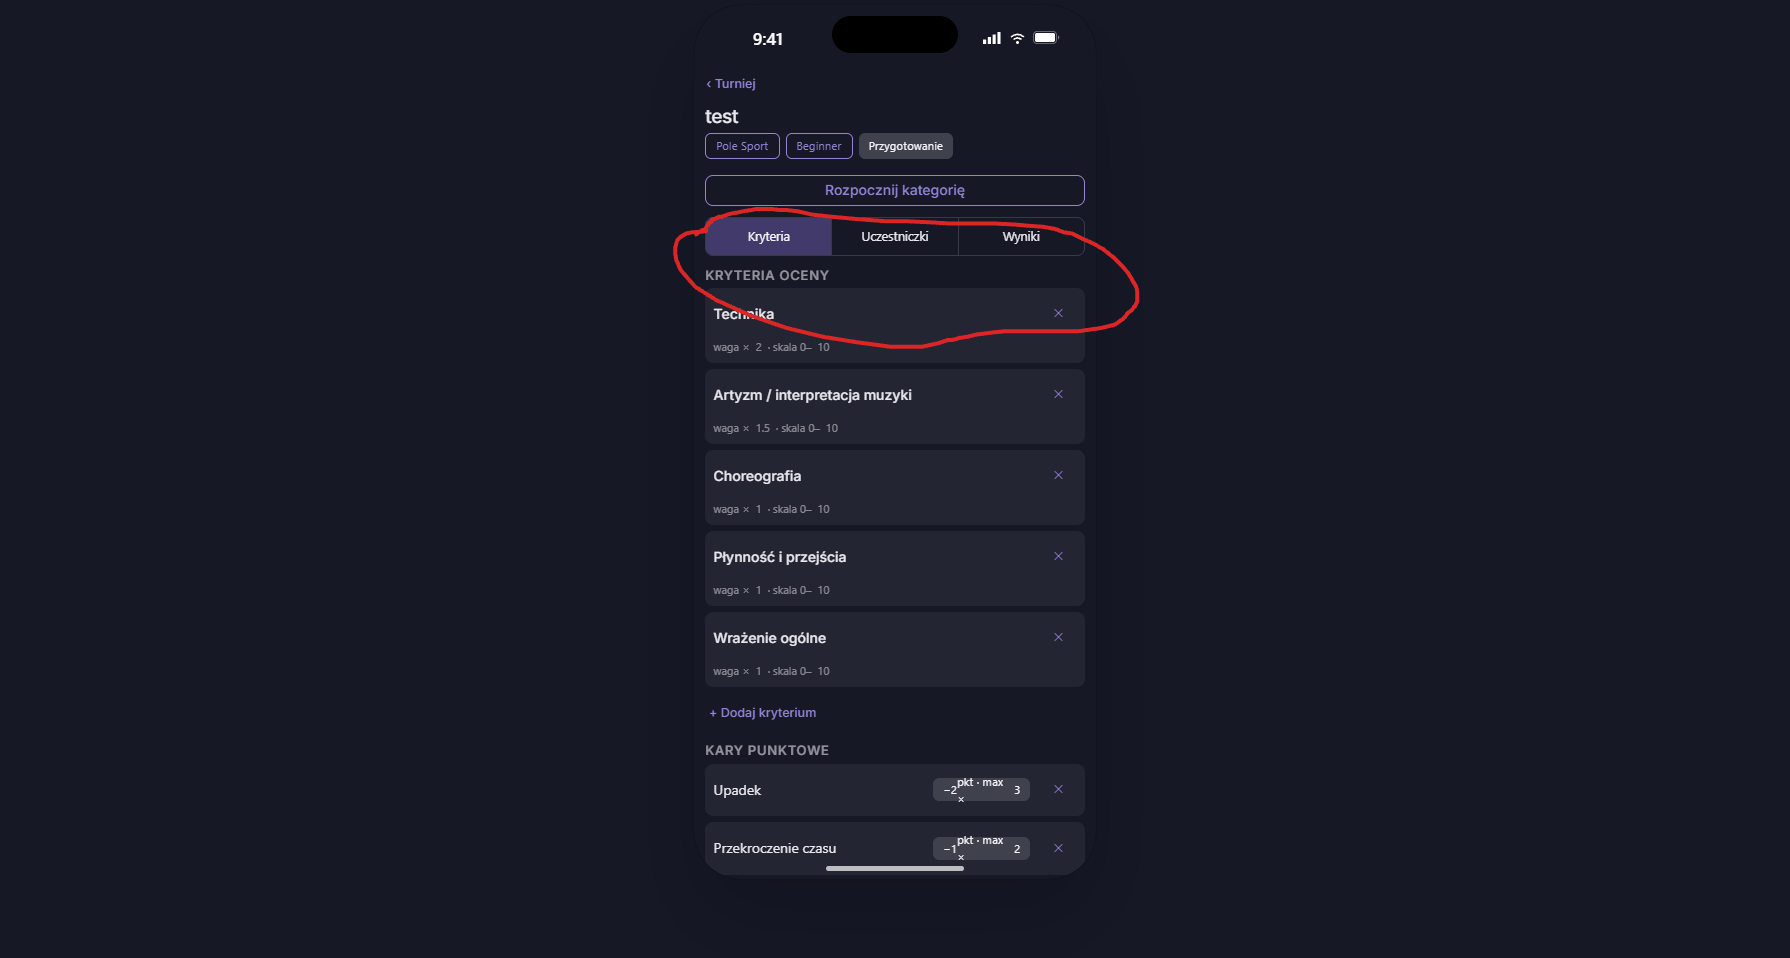 9:41
‹ Turniej
test
Pole Sport Beginner Przygotowanie
Rozpocznij kategorię
Kryteria Uczestniczki Wyniki
KRYTERIA OCENY
Technika ×
waga × 2 · skala 0– 10
Artyzm / interpretacja muzyki ×
waga × 1.5 · skala 0– 10
Choreografia ×
waga × 1 · skala 0– 10
Płynność i przejścia ×
waga × 1 · skala 0– 10
Wrażenie ogólne ×
waga × 1 · skala 0– 10
+ Dodaj kryterium
KARY PUNKTOWE
Upadek −2 pkt · max × 3 ×
Przekroczenie czasu −1 pkt · max × 2 ×